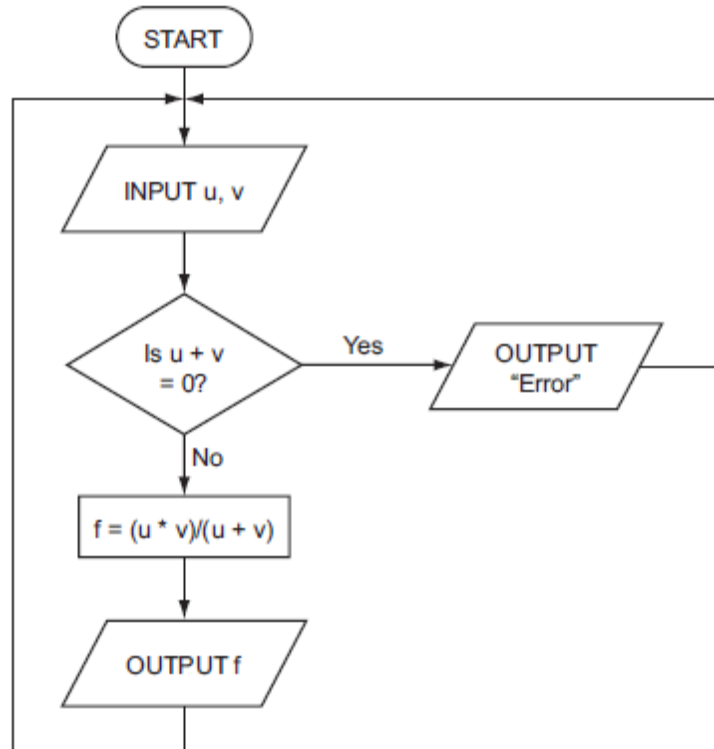 START
INPUT u, v
Is u + v
= 0?
Yes
OUTPUT
“Error”
No
f = (u * v)/(u + v)
OUTPUT f